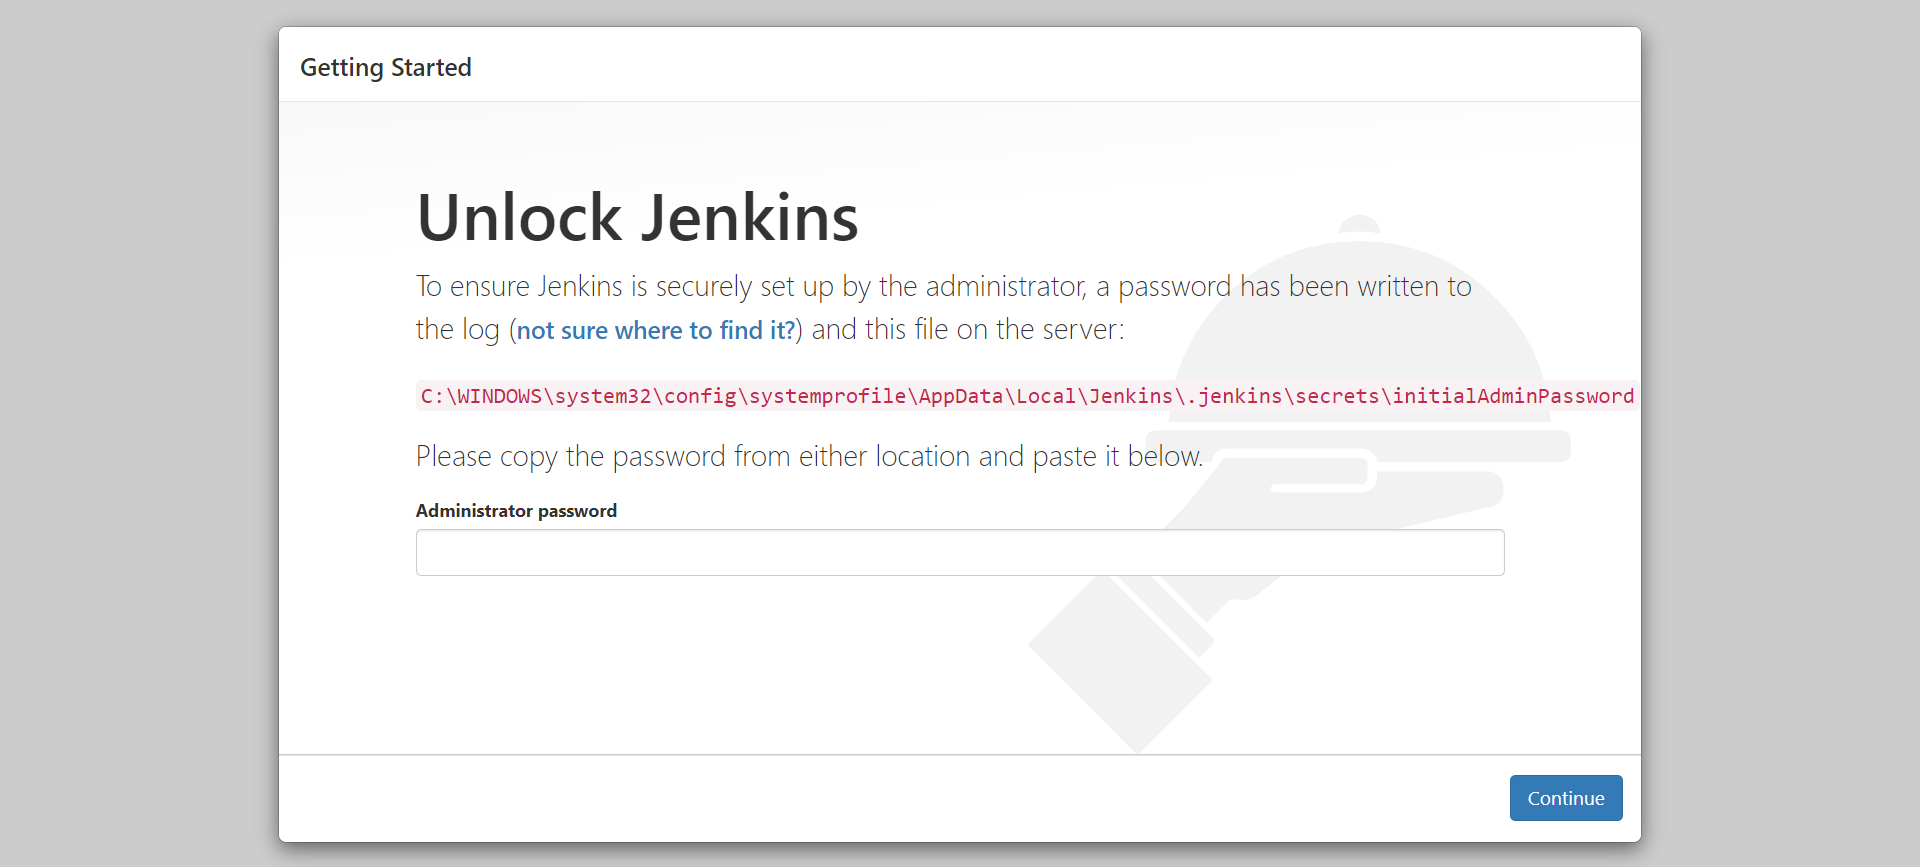 Getting Started
Unlock Jenkins
To ensure Jenkins is securely set up by the administrator, a password has been written to
the log (not sure where to find it?) and this file on the server:
C:\WINDOWS\system32\config\systemprofile\AppData\Local\Jenkins\.jenkins\secrets\initialAdminPassword
Please copy the password from either location and paste it below.
Administrator password
Continue